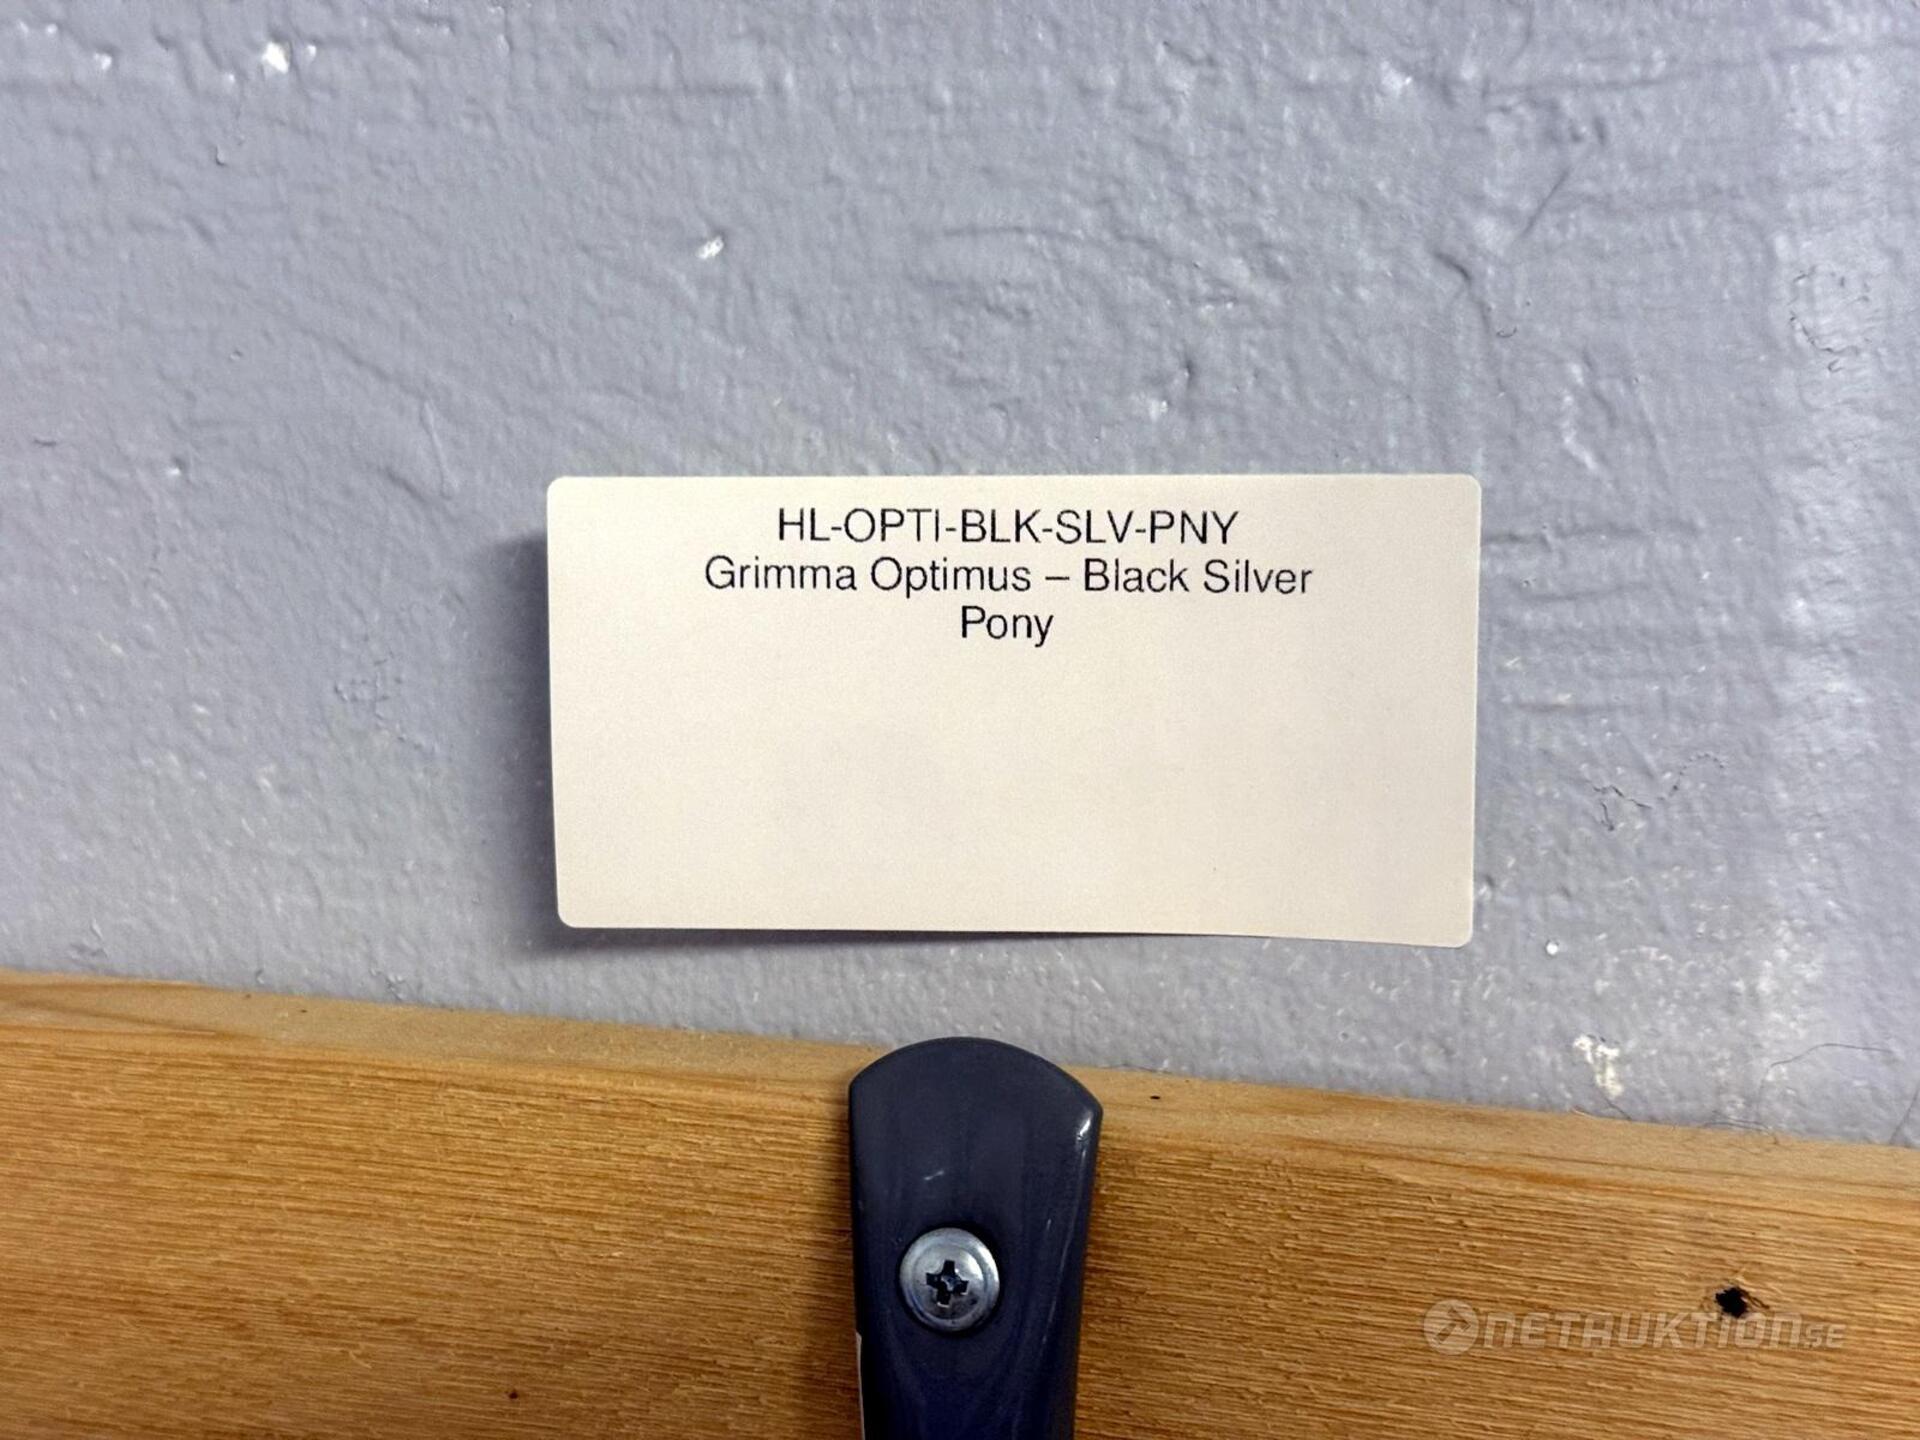 HL-OPTI-BLK-SLV-PNY
Grimma Optimus – Black Silver
Pony
NETAUKTION.SE